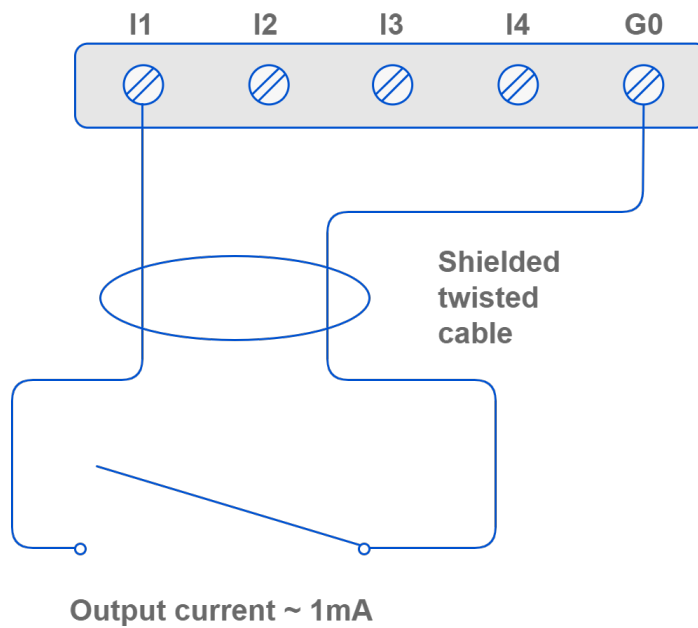 I1 I2 I3 I4 G0
Shielded
twisted
cable
Output current ~ 1mA